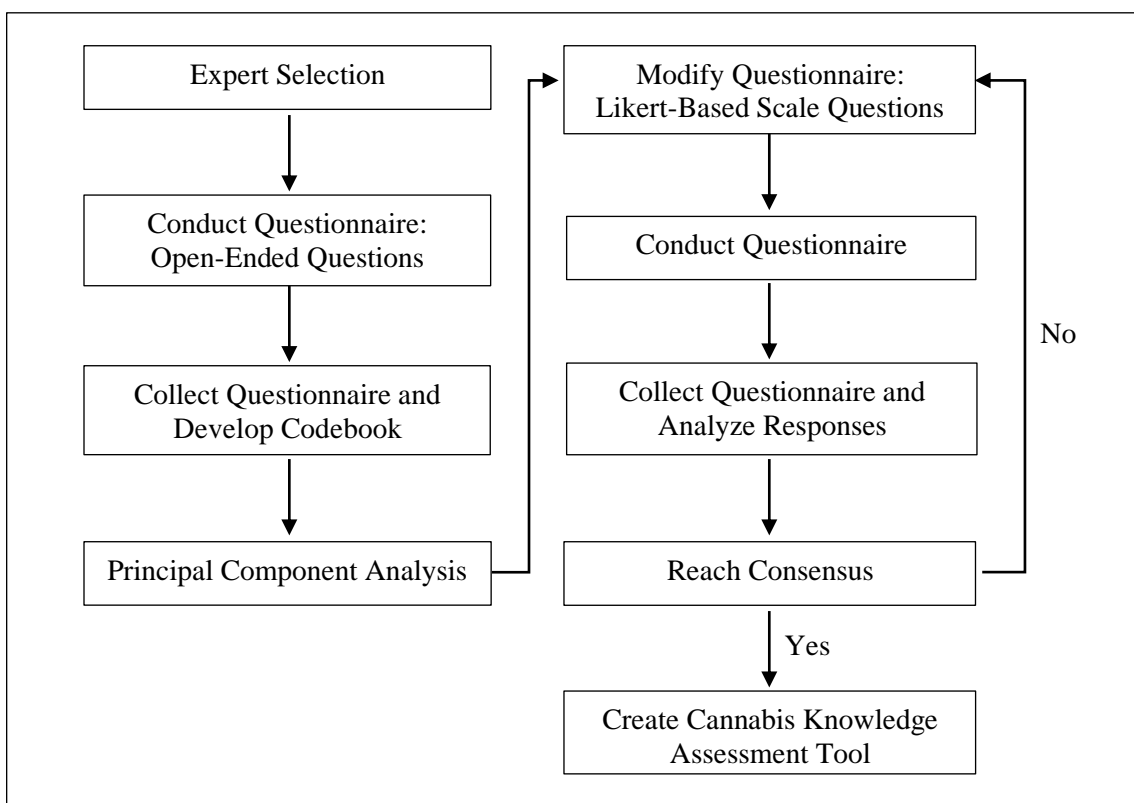 Expert Selection
Conduct Questionnaire:
Open-Ended Questions
Collect Questionnaire and
Develop Codebook
Principal Component Analysis
Modify Questionnaire:
Likert-Based Scale Questions
Conduct Questionnaire
Collect Questionnaire and
Analyze Responses
Reach Consensus
No
Yes
Create Cannabis Knowledge
Assessment Tool